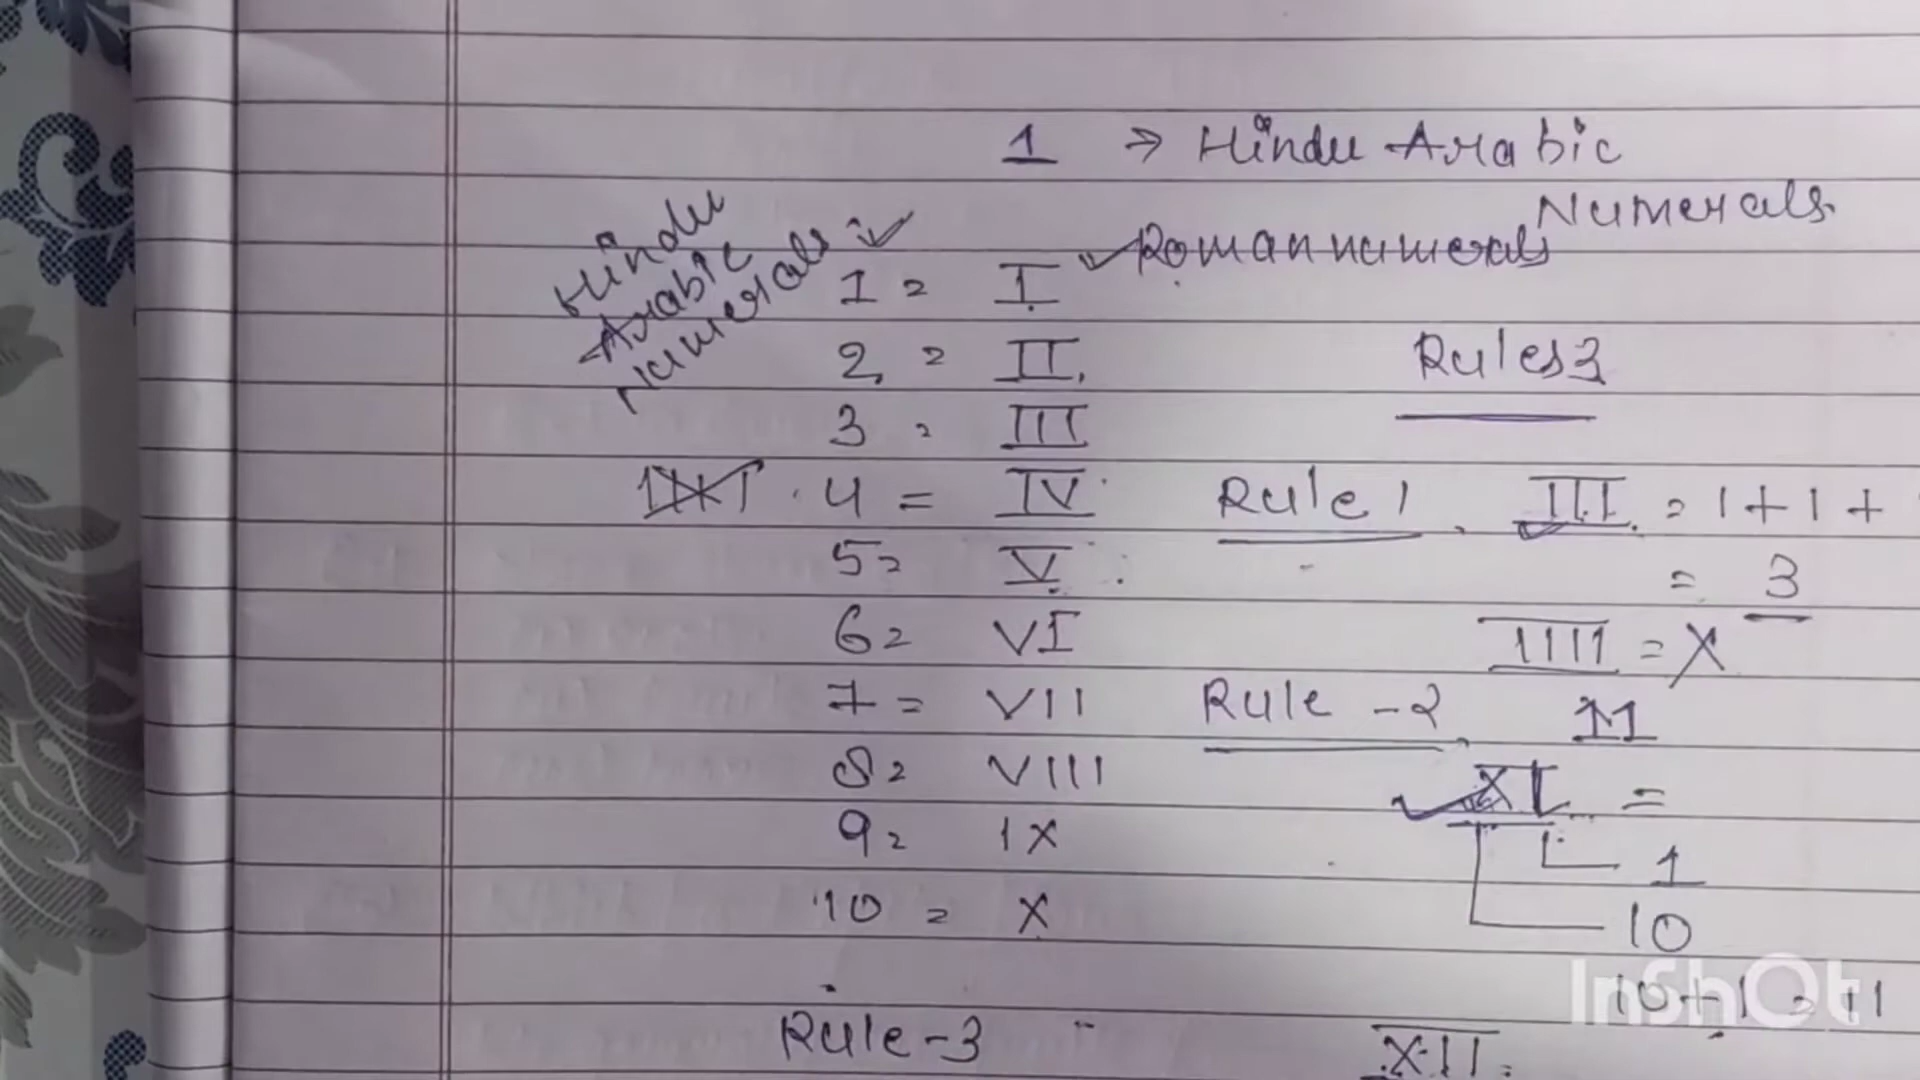 1 → Hindu Arabic
Numerals.
Hindu
Arabic
Numerals
Roman numerals
1 = I
2 = II
Rules
3 = III
4 = IV
Rule 1 III = 1+1+
5 = V
= 3
6 = VI
IIII = X
7 = VII
Rule -2
11
8 = VIII
XI =
9 = IX
1
10 = X
10
10+1 = 11
Rule-3
XII
InShOt